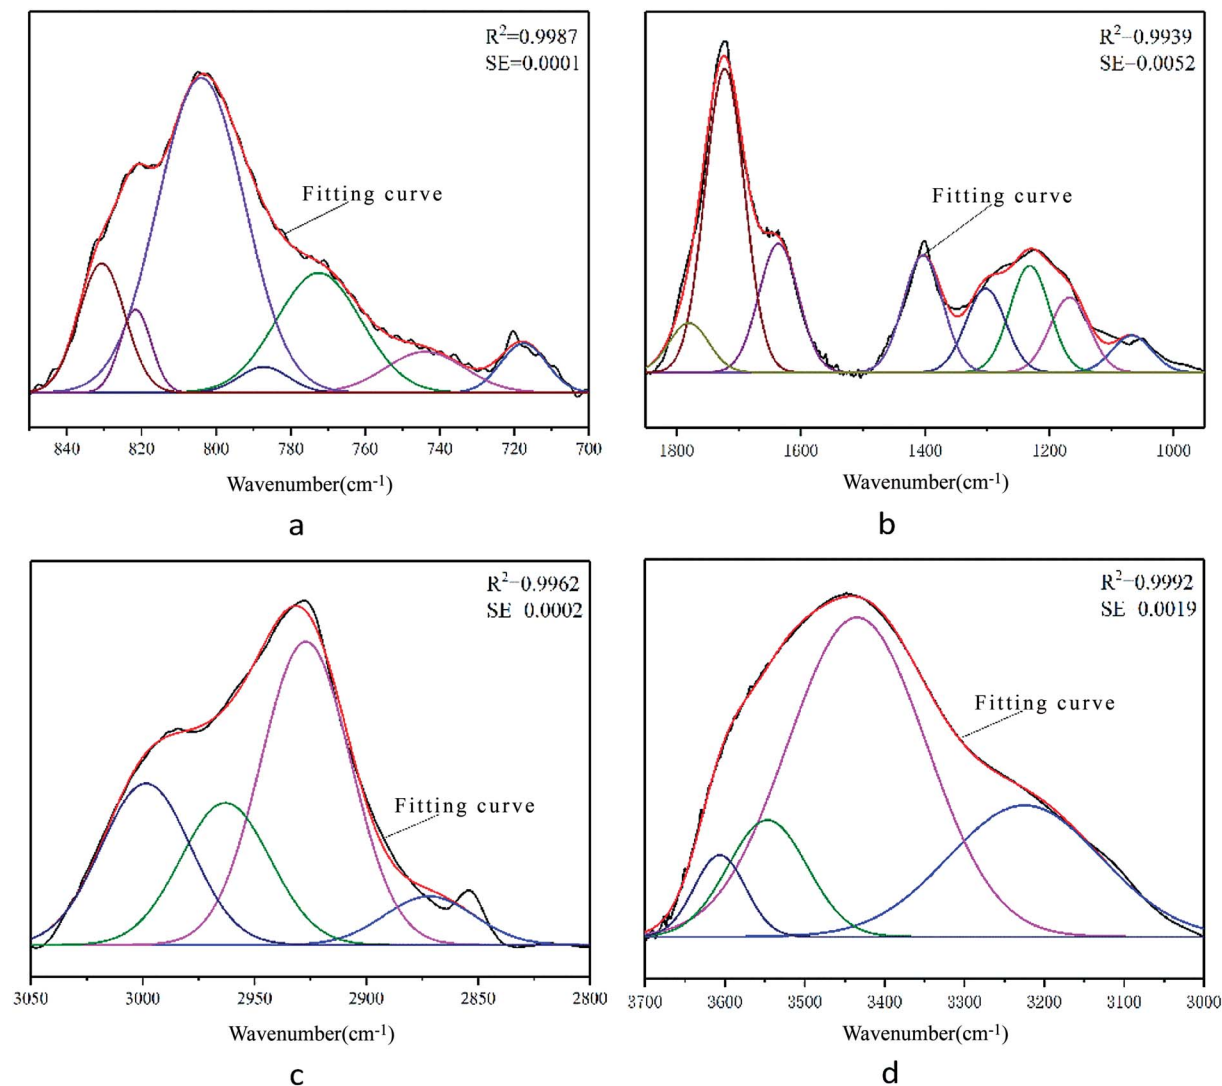 R²=0.9987
SE=0.0001
Fitting curve
840 820 800 780 760 740 720 700
Wavenumber(cm⁻¹)
a
R²−0.9939
SE−0.0052
Fitting curve
1800 1600 1400 1200 1000
Wavenumber(cm⁻¹)
b
R²−0.9962
SE 0.0002
Fitting curve
3050 3000 2950 2900 2850 2800
Wavenumber(cm⁻¹)
c
R²−0.9992
SE 0.0019
Fitting curve
3700 3600 3500 3400 3300 3200 3100 3000
Wavenumber(cm⁻¹)
d